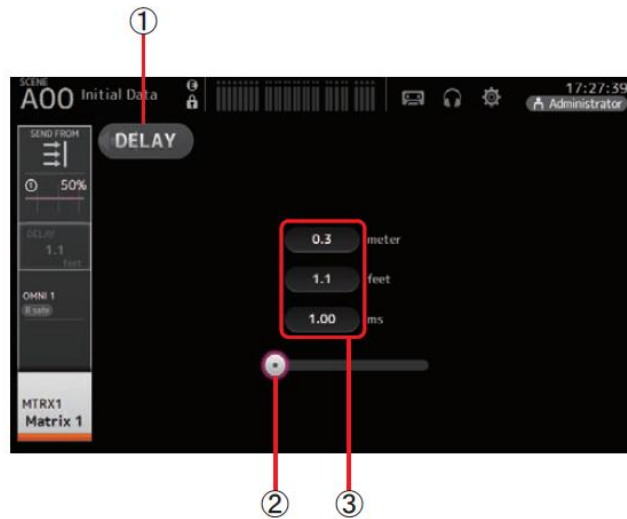 ①
SCENE
A00 Initial Data
E
17:27:39
Administrator
SEND FROM
DELAY
50%
DELAY
1.1
feet
0.3 meter
1.1 feet
1.00 ms
OMNI 1
R safe
MTRX1
Matrix 1
② ③